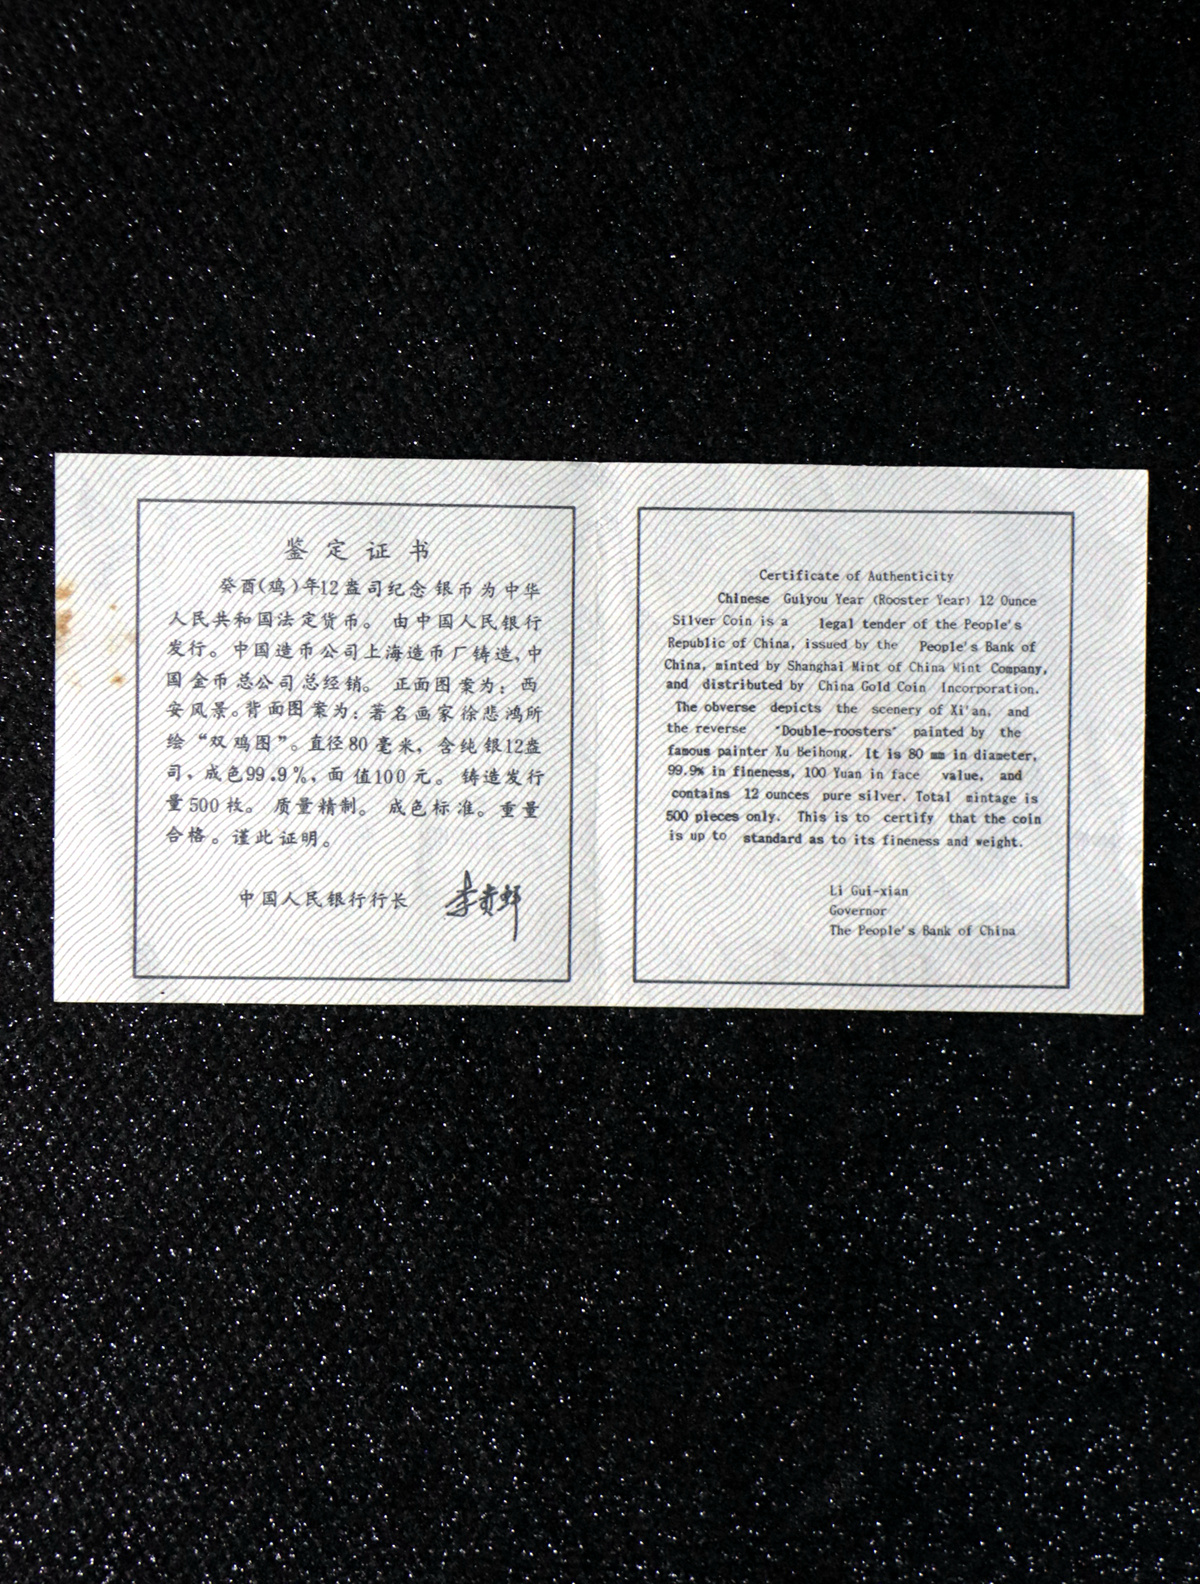 鉴定证书
癸酉(鸡)年12盎司纪念银币为中华
人民共和国法定货币。由中国人民银行
发行。中国造币公司上海造币厂铸造,中
国金币总公司总经销。正面图案为:西
安风景。背面图案为:著名画家徐悲鸿所
绘“双鸡图”。直径80毫米,含纯银12盎
司,成色99.9%,面值100元。铸造发行
量500枚。质量精制。成色标准。重量
合格。谨此证明。
中国人民银行行长 李贵鲜
Certificate of Authenticity
Chinese Guiyou Year (Rooster Year) 12 Ounce
Silver Coin is a legal tender of the People's
Republic of China, issued by the People's Bank of
China, minted by Shanghai Mint of China Mint Company,
and distributed by China Gold Coin Incorporation.
The obverse depicts the scenery of Xi'an, and
the reverse "Double-roosters" painted by the
famous painter Xu Beihong. It is 80 mm in diameter,
99.9% in fineness, 100 Yuan in face value, and
contains 12 ounces pure silver. Total mintage is
500 pieces only. This is to certify that the coin
is up to standard as to its fineness and weight.
Li Gui-xian
Governor
The People's Bank of China